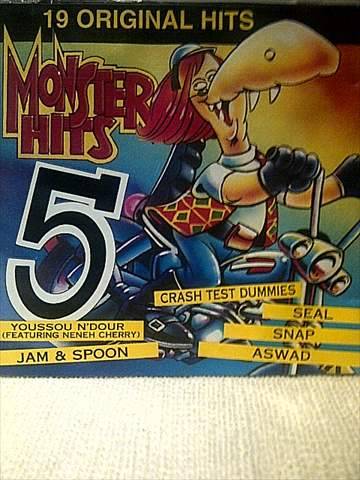 19 ORIGINAL HITS
MONSTER
HITS
5
CRASH TEST DUMMIES
SEAL
YOUSSOU N'DOUR
(FEATURING NENEH CHERRY)
SNAP
JAM & SPOON
ASWAD